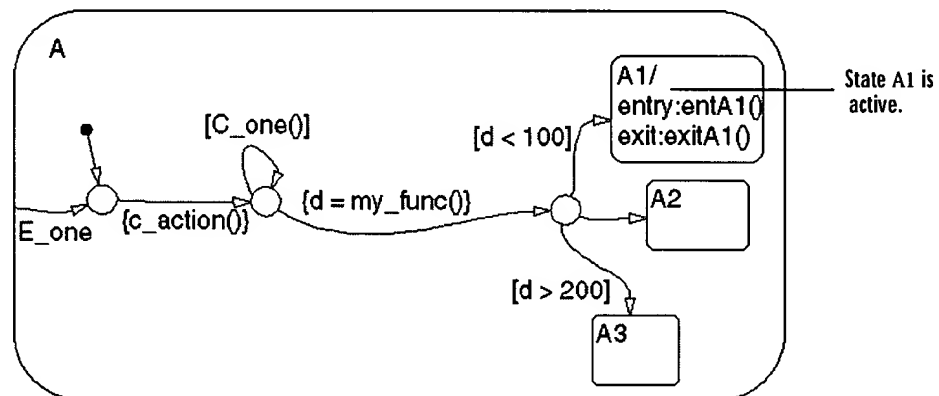 A
A1/
entry:entA1()
exit:exitA1()
State A1 is
active.
[C_one()]
[d < 100]
E_one
{c_action()}
{d = my_func()}
A2
[d > 200]
A3